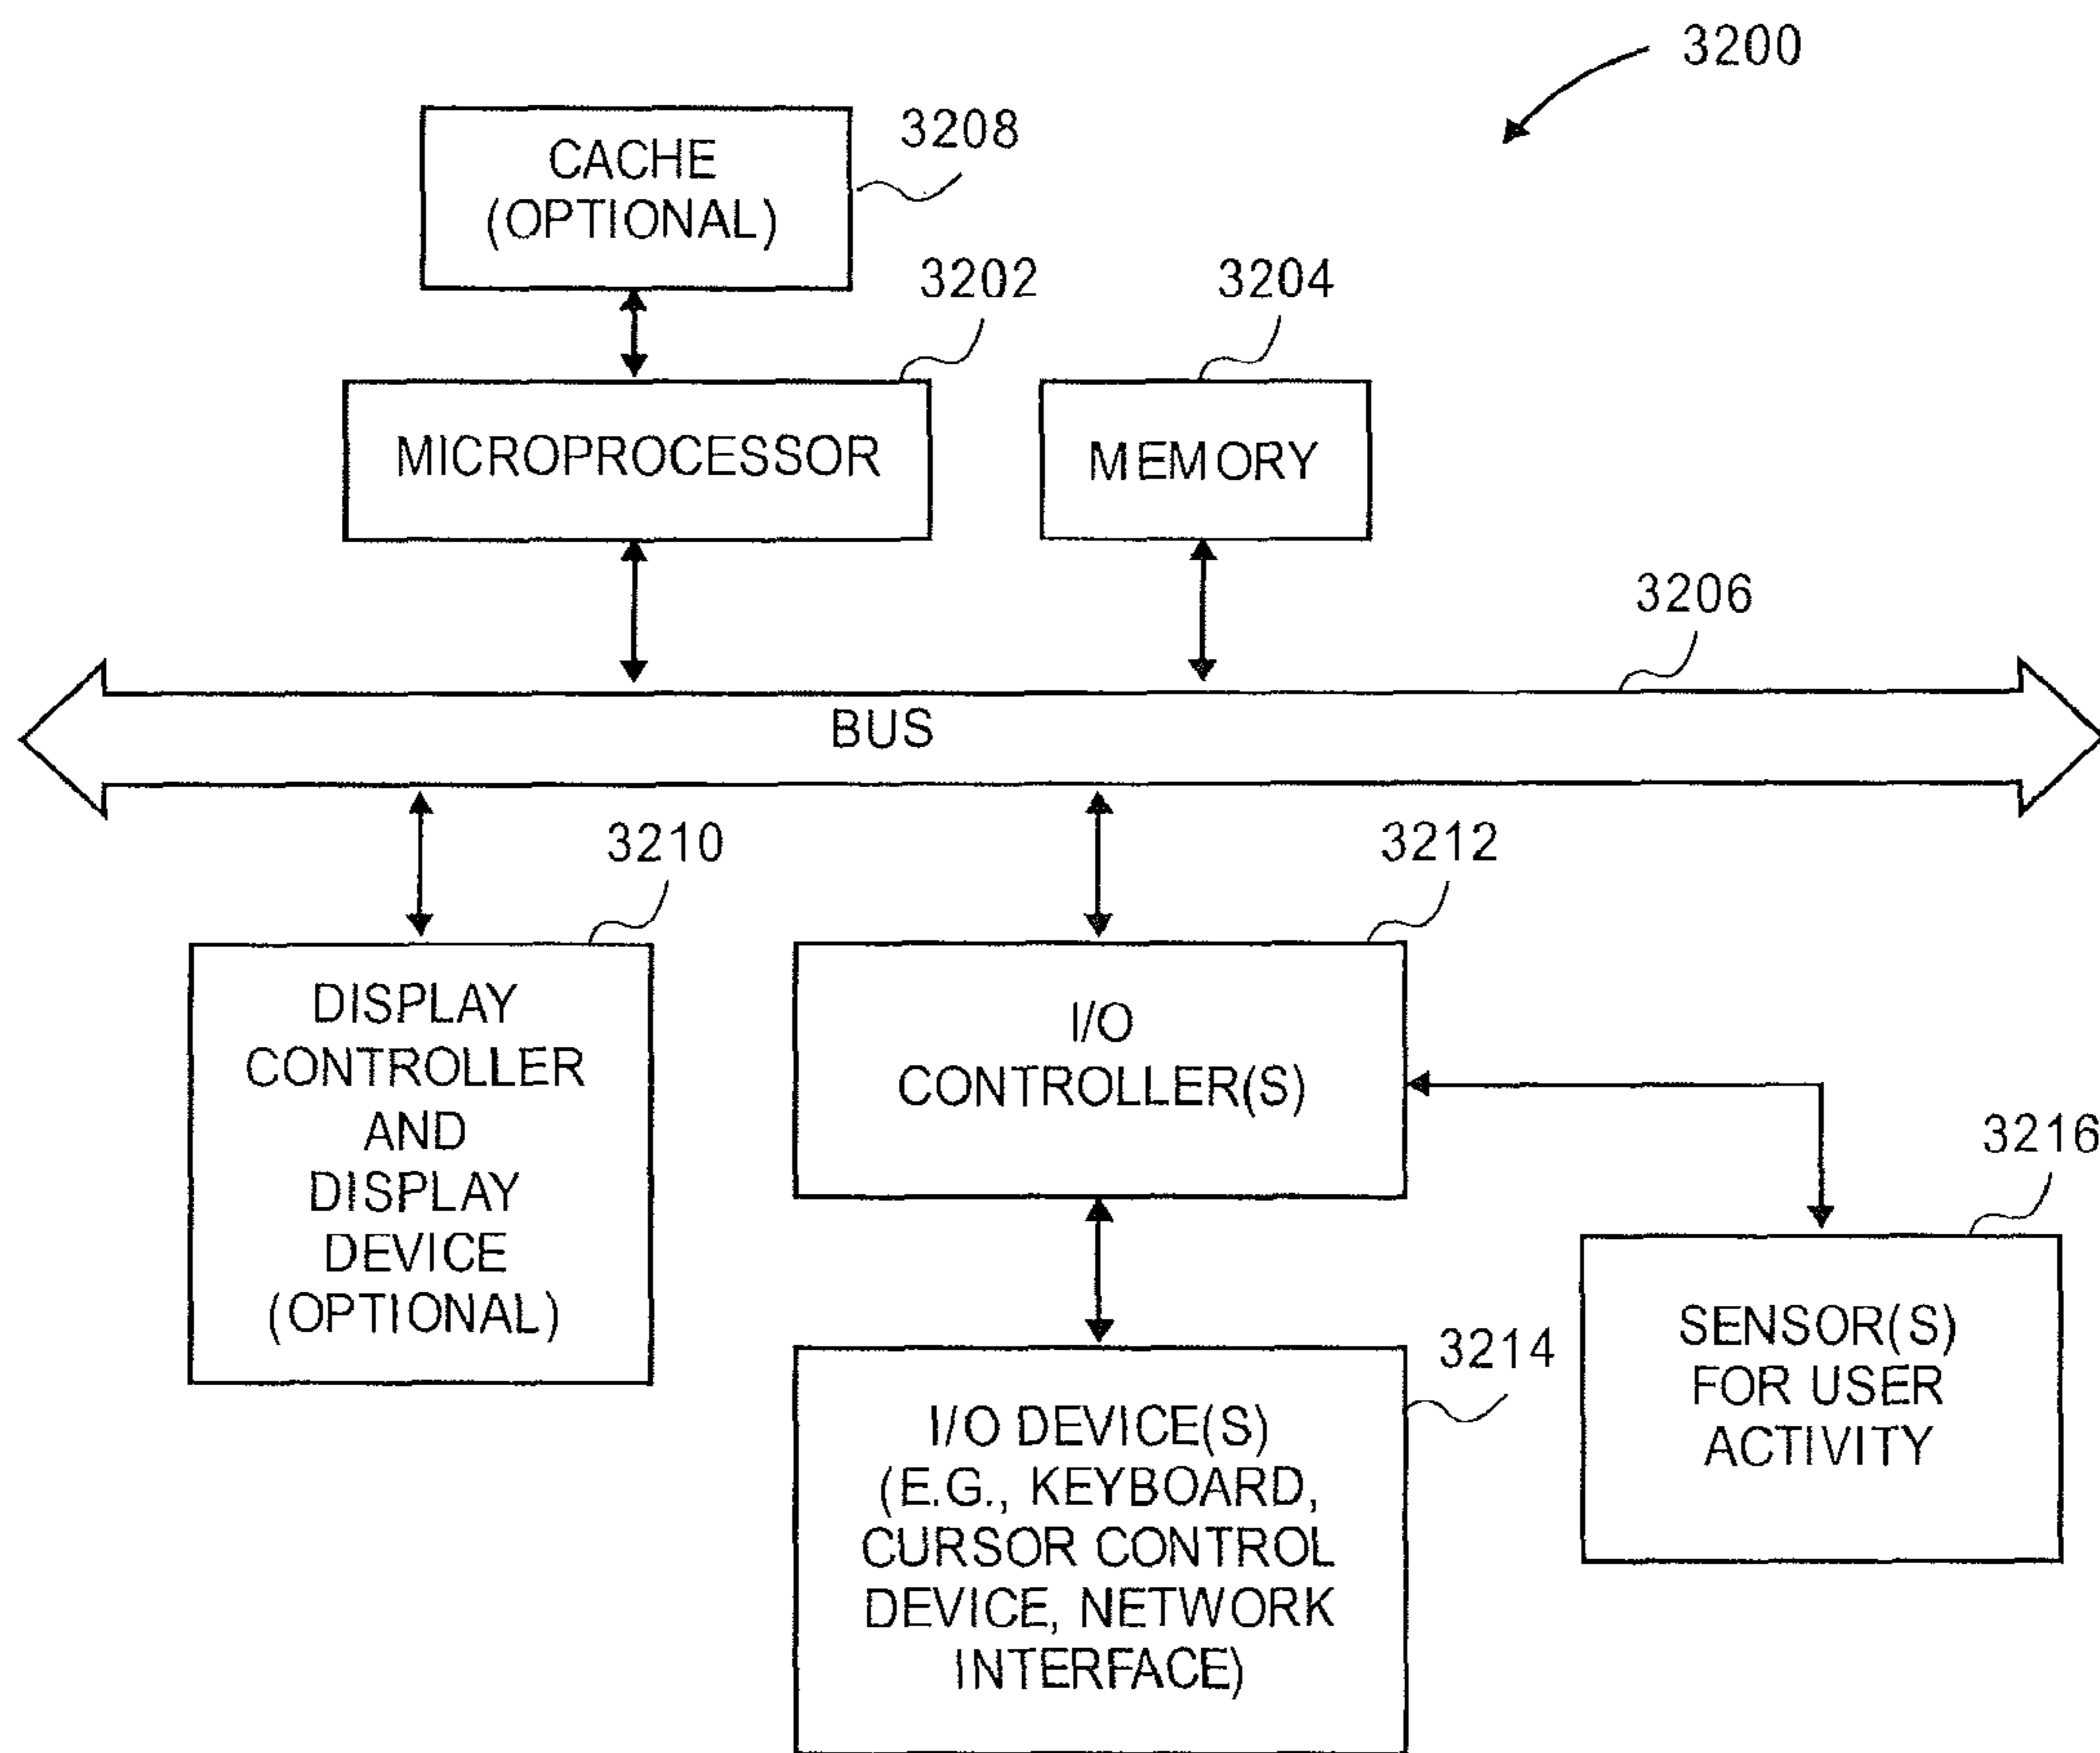 3200
CACHE
(OPTIONAL)
3208
3202
3204
MICROPROCESSOR
MEMORY
3206
BUS
3210
3212
DISPLAY
CONTROLLER
AND
DISPLAY
DEVICE
(OPTIONAL)
I/O
CONTROLLER(S)
3216
SENSOR(S)
FOR USER
ACTIVITY
3214
I/O DEVICE(S)
(E.G., KEYBOARD,
CURSOR CONTROL
DEVICE, NETWORK
INTERFACE)